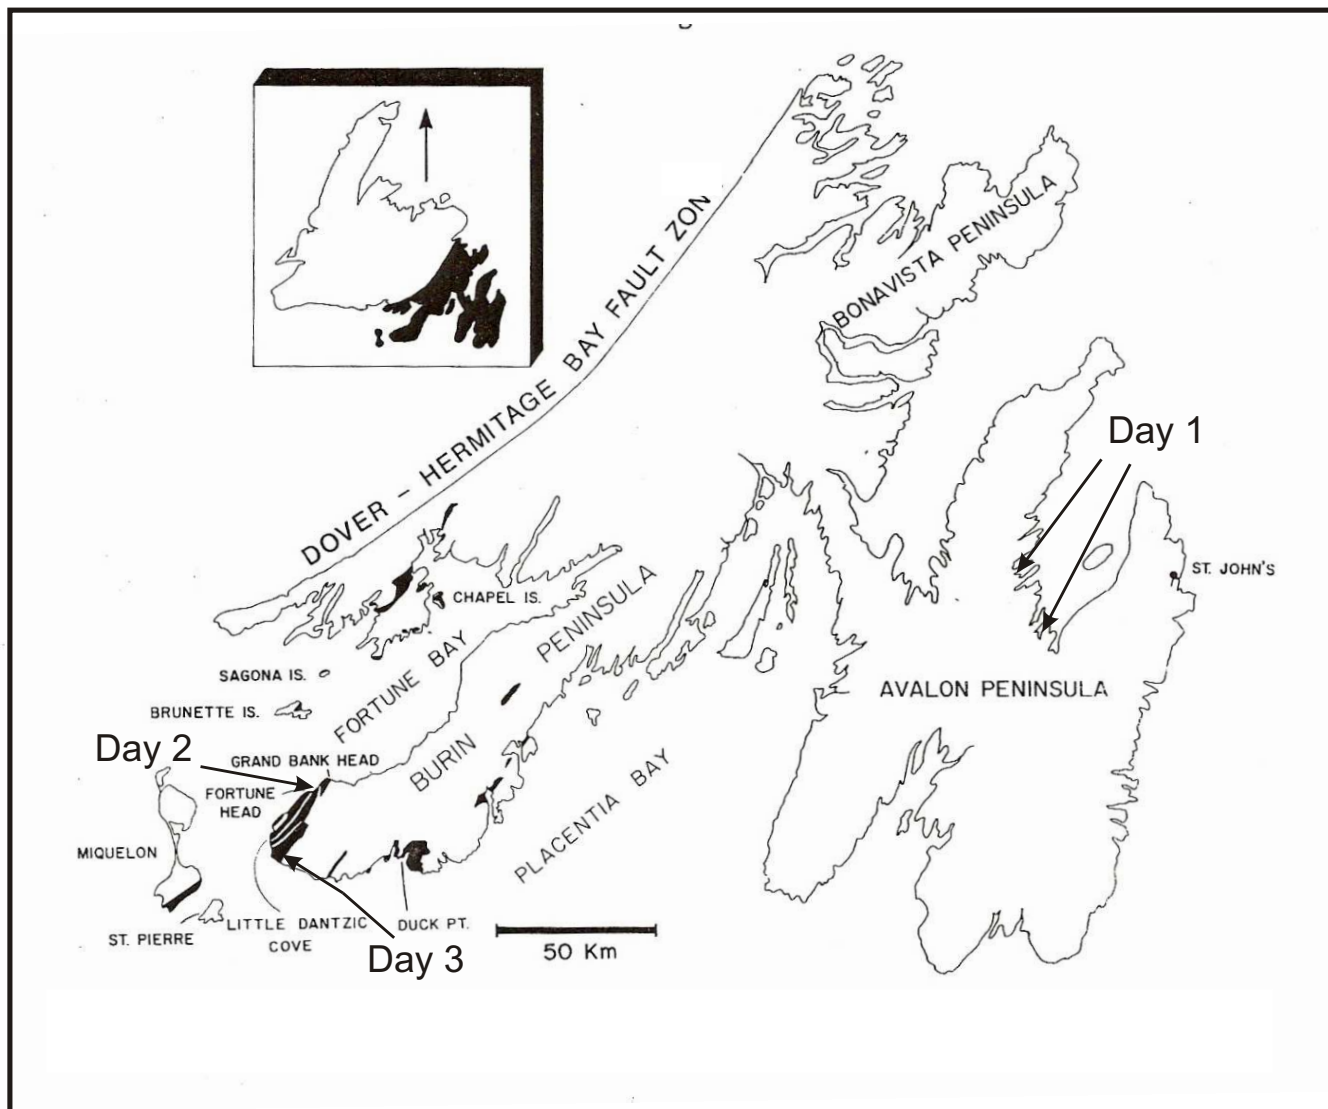 DOVER - HERMITAGE BAY FAULT ZON
BONAVISTA PENINSULA
Day 1
ST. JOHN'S
CHAPEL IS.
SAGONA IS.
BRUNETTE IS.
FORTUNE BAY
BURIN PENINSULA
AVALON PENINSULA
Day 2
GRAND BANK HEAD
FORTUNE
HEAD
PLACENTIA BAY
MIQUELON
ST. PIERRE
LITTLE DANTZIC
COVE
DUCK PT.
Day 3
50 Km